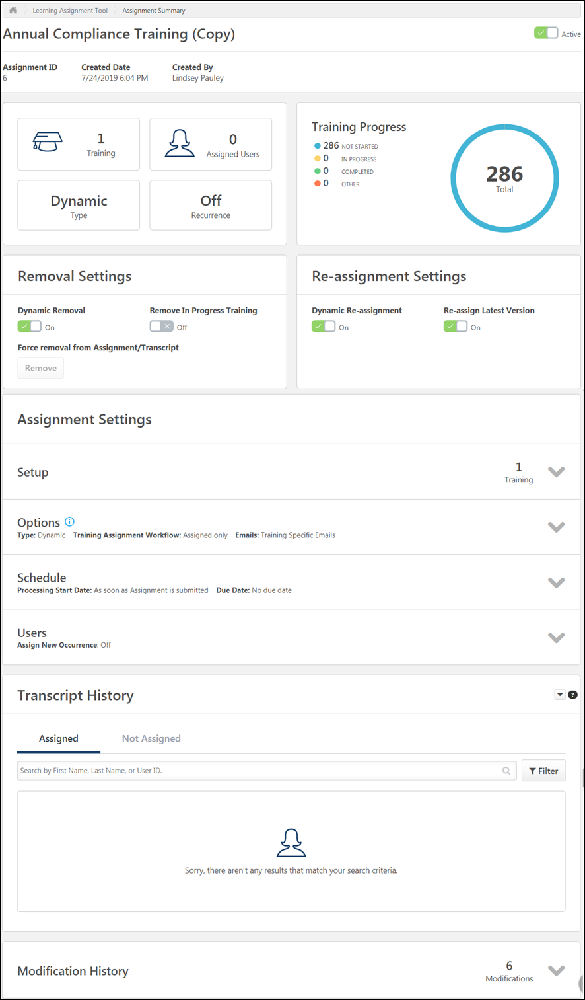 Learning Assignment Tool Assignment Summary
Annual Compliance Training (Copy)
Active
Assignment ID Created Date Created By
6 7/24/2019 6:04 PM Lindsey Pauley
1
Training
0
Assigned Users
Dynamic
Type
Off
Recurrence
Training Progress
286 NOT STARTED
0 IN PROGRESS
0 COMPLETED
0 OTHER
286
Total
Removal Settings
Dynamic Removal Remove In Progress Training
On Off
Force removal from Assignment/Transcript
Remove
Re-assignment Settings
Dynamic Re-assignment Re-assign Latest Version
On On
Assignment Settings
Setup
1
Training
Options
Type: Dynamic Training Assignment Workflow: Assigned only Emails: Training Specific Emails
Schedule
Processing Start Date: As soon as Assignment is submitted Due Date: No due date
Users
Assign New Occurrence: Off
Transcript History
?
Assigned Not Assigned
Search by First Name, Last Name, or User ID.
Filter
Sorry, there aren't any results that match your search criteria.
Modification History
6
Modifications